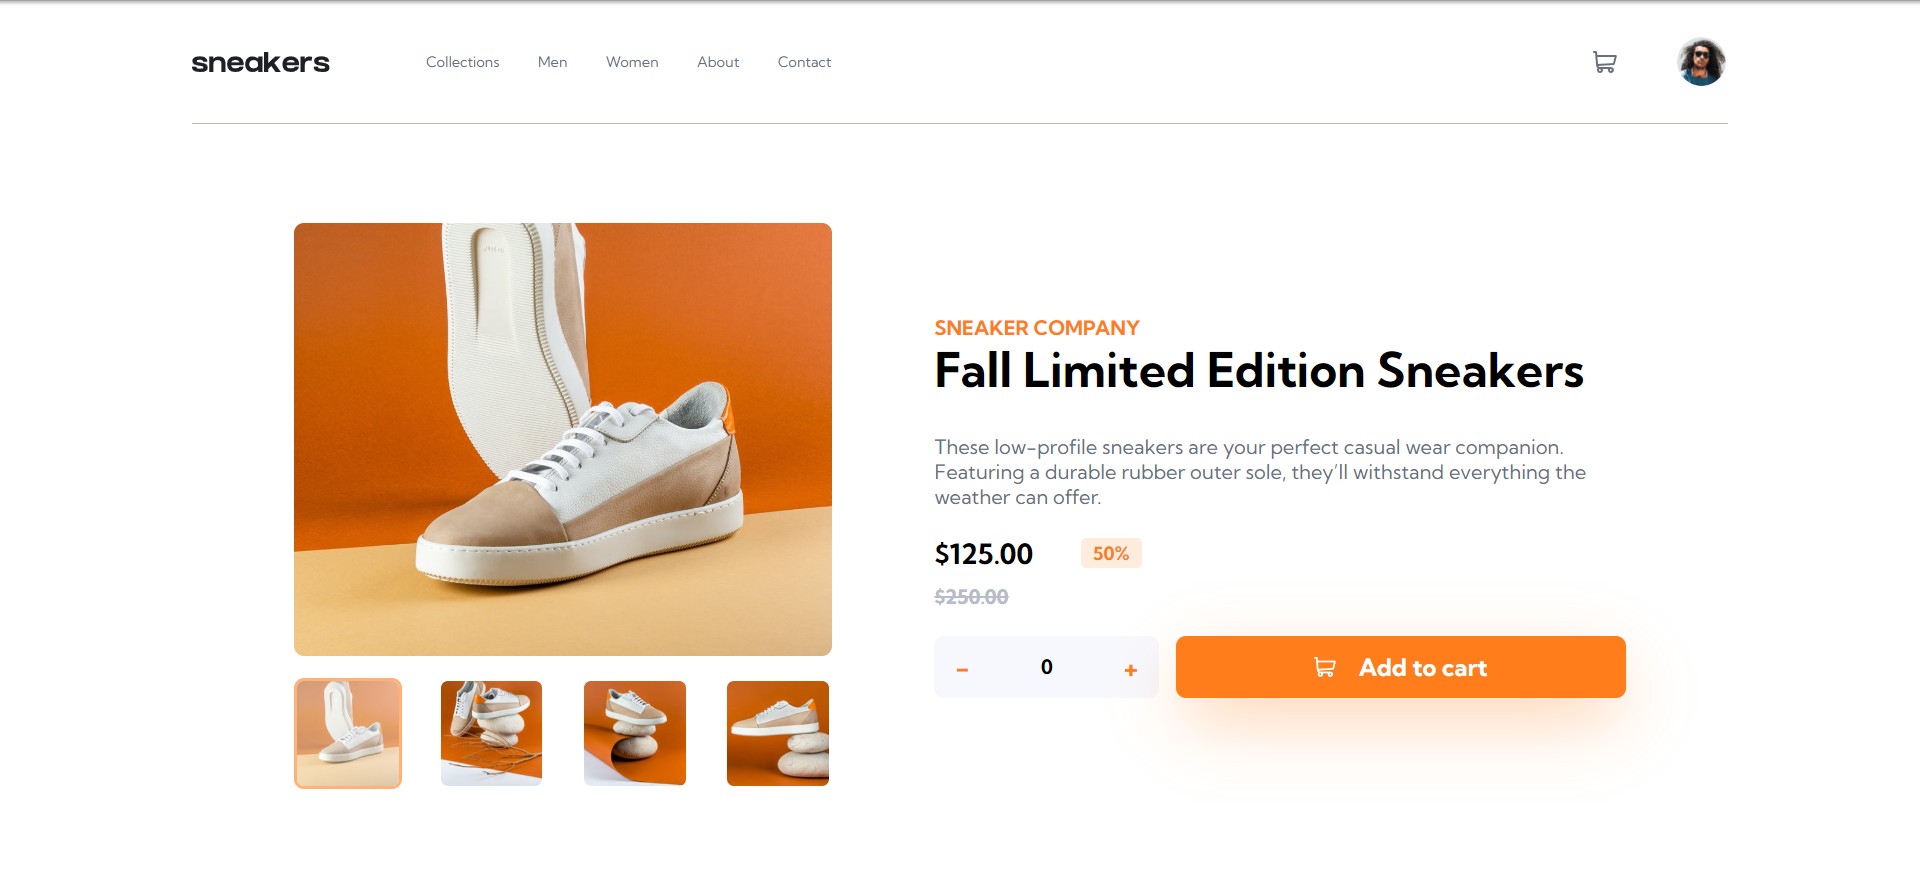 sneakers Collections Men Women About Contact
SNEAKER COMPANY
Fall Limited Edition Sneakers
These low-profile sneakers are your perfect casual wear companion.
Featuring a durable rubber outer sole, they’ll withstand everything the
weather can offer.
$125.00 50%
$250.00
– 0 + Add to cart